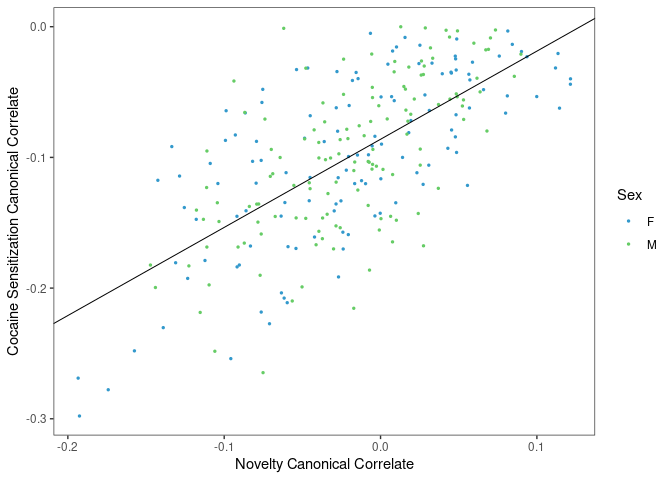 0.0
-0.1
-0.2
-0.3
Cocaine Sensitization Canonical Correlate
-0.2
-0.1
0.0
0.1
Novelty Canonical Correlate
Sex
F
M